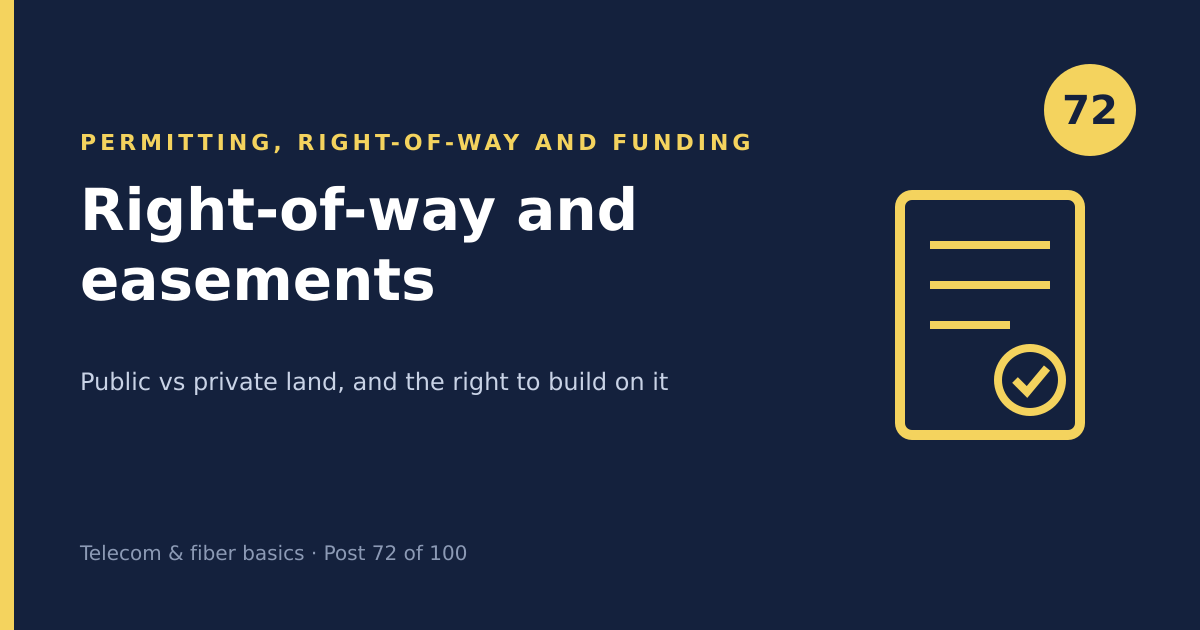 72
PERMITTING, RIGHT-OF-WAY AND FUNDING
Right-of-way and
easements
Public vs private land, and the right to build on it
Telecom & fiber basics · Post 72 of 100